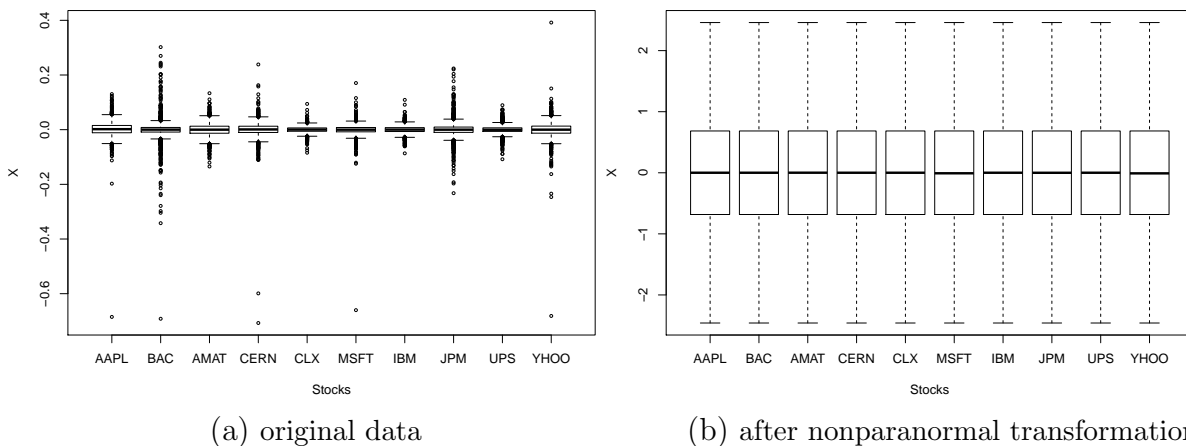 0.4
0.2
0.0
−0.2
−0.4
−0.6
X
AAPL BAC AMAT CERN CLX MSFT IBM JPM UPS YHOO
Stocks
(a) original data
2
1
0
−1
−2
X
AAPL BAC AMAT CERN CLX MSFT IBM JPM UPS YHOO
Stocks
(b) after nonparanormal transformation